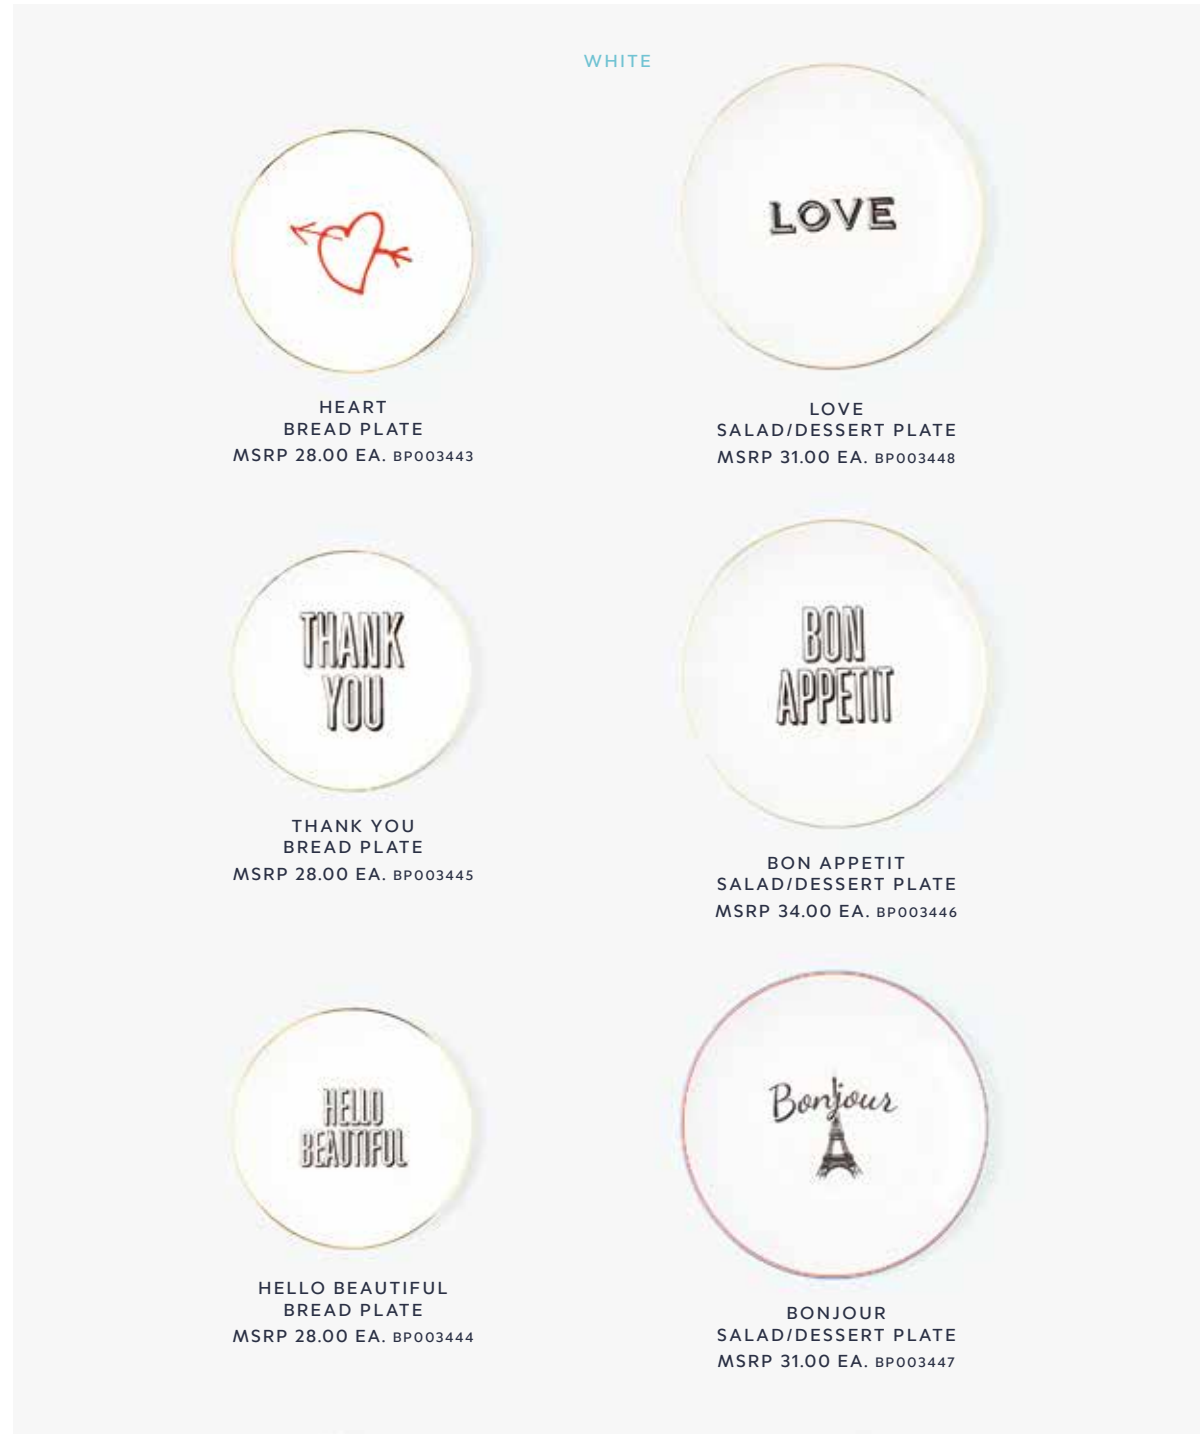 WHITE
LOVE
HEART
BREAD PLATE
MSRP 28.00 EA. BP003443
LOVE
SALAD/DESSERT PLATE
MSRP 31.00 EA. BP003448
THANK
YOU
THANK YOU
BREAD PLATE
MSRP 28.00 EA. BP003445
BON
APPETIT
BON APPETIT
SALAD/DESSERT PLATE
MSRP 34.00 EA. BP003446
HELLO
BEAUTIFUL
HELLO BEAUTIFUL
BREAD PLATE
MSRP 28.00 EA. BP003444
Bonjour
BONJOUR
SALAD/DESSERT PLATE
MSRP 31.00 EA. BP003447